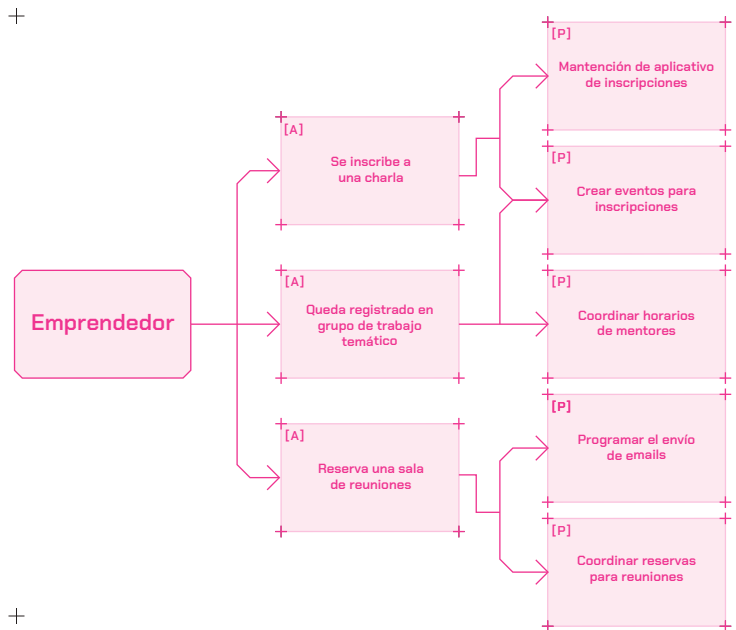 Emprendedor
[A]
Se inscribe a
una charla
[A]
Queda registrado en
grupo de trabajo
temático
[A]
Reserva una sala
de reuniones
[P]
Mantención de aplicativo
de inscripciones
[P]
Crear eventos para
inscripciones
[P]
Coordinar horarios
de mentores
[P]
Programar el envío
de emails
[P]
Coordinar reservas
para reuniones